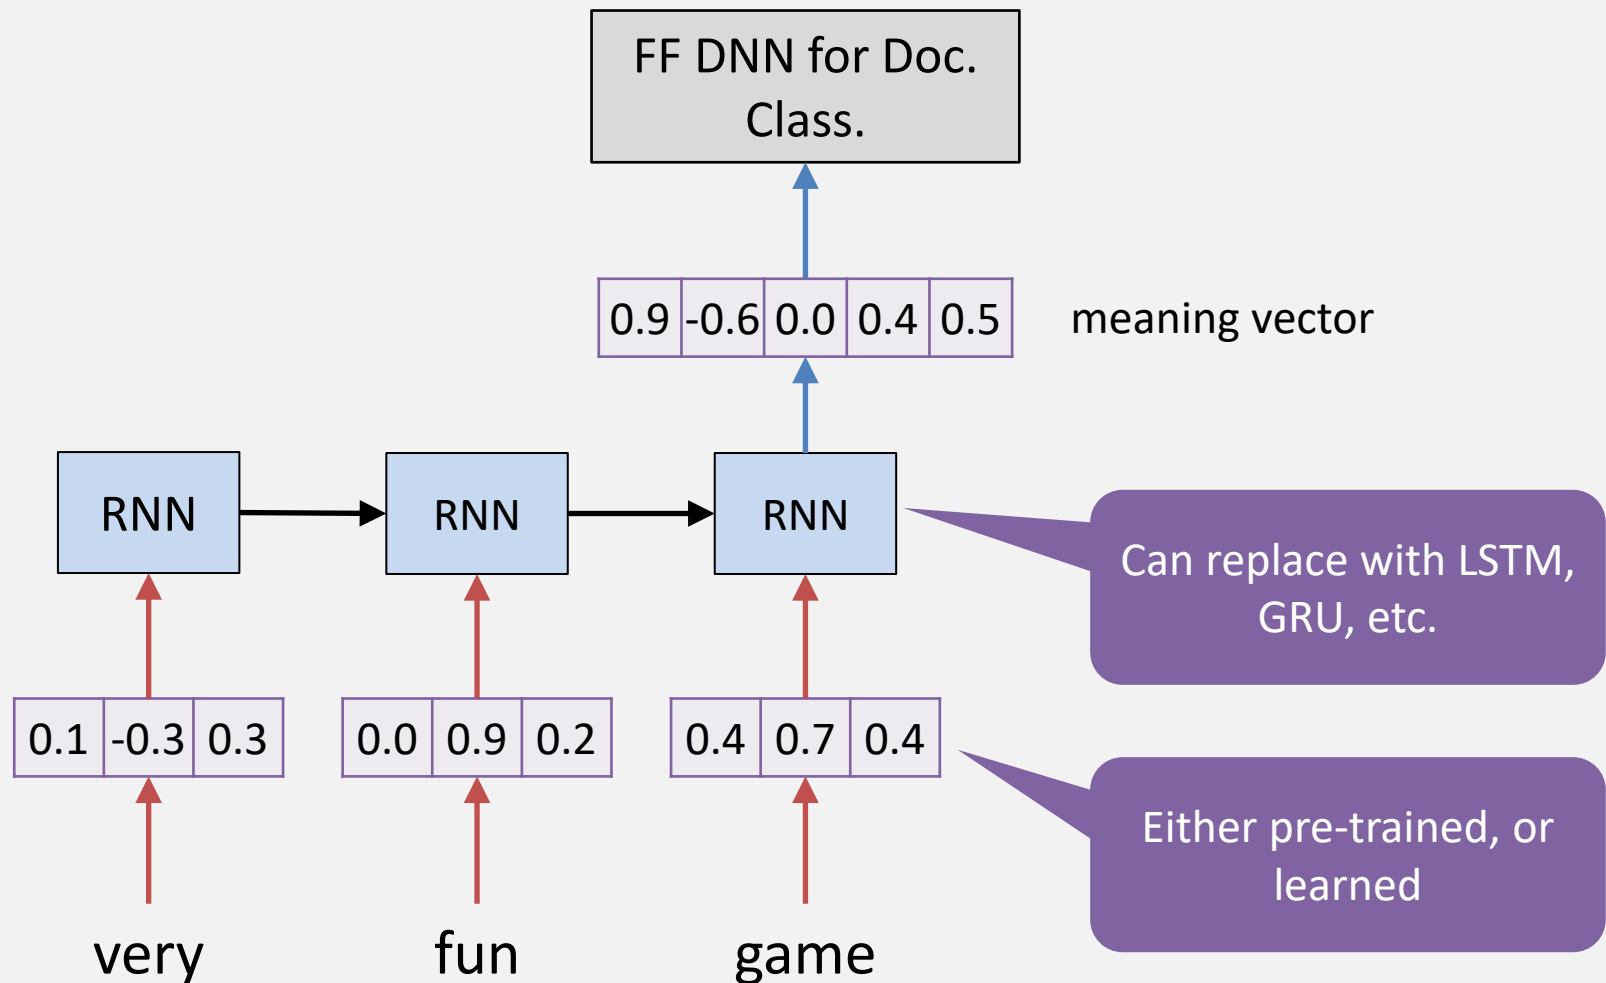 FF DNN for Doc.
Class.
0.9 -0.6 0.0 0.4 0.5 meaning vector
RNN RNN RNN
Can replace with LSTM,
GRU, etc.
0.1 -0.3 0.3 0.0 0.9 0.2 0.4 0.7 0.4
Either pre-trained, or
learned
very fun game